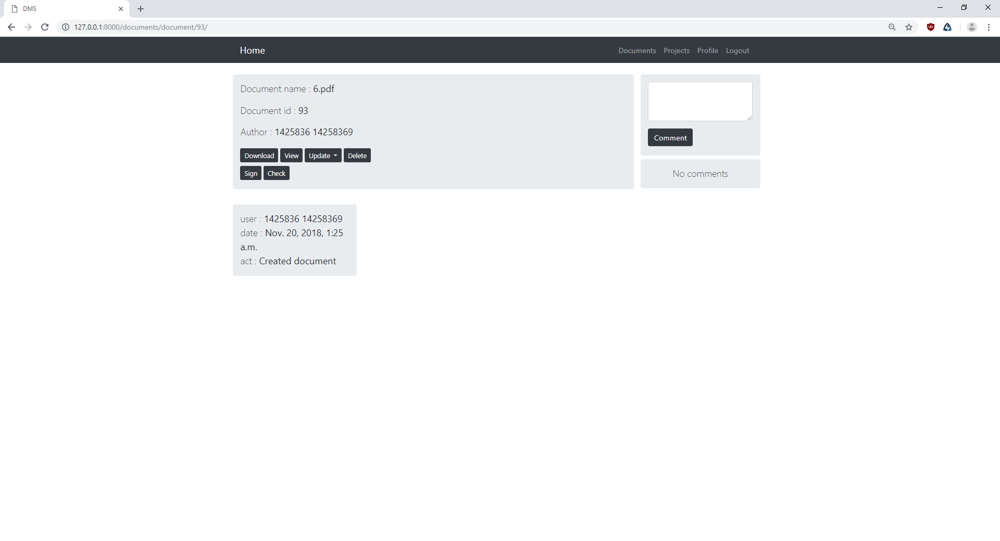 DMS
127.0.0.1:8000/documents/document/93/
Home
Documents Projects Profile Logout
Document name : 6.pdf
Document id : 93
Author : 1425836 14258369
Download View Update Delete
Sign Check
Comment
No comments
user : 1425836 14258369
date : Nov. 20, 2018, 1:25
a.m.
act : Created document